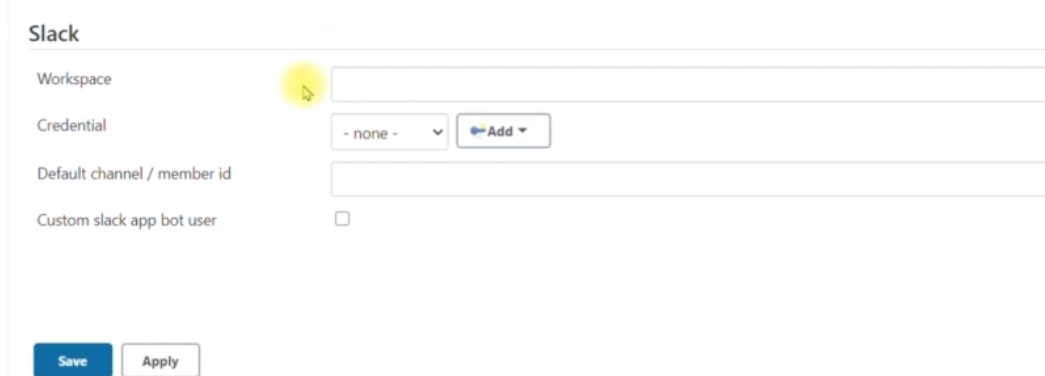 Slack
Workspace
Credential
- none -
Add
Default channel / member id
Custom slack app bot user
Save
Apply